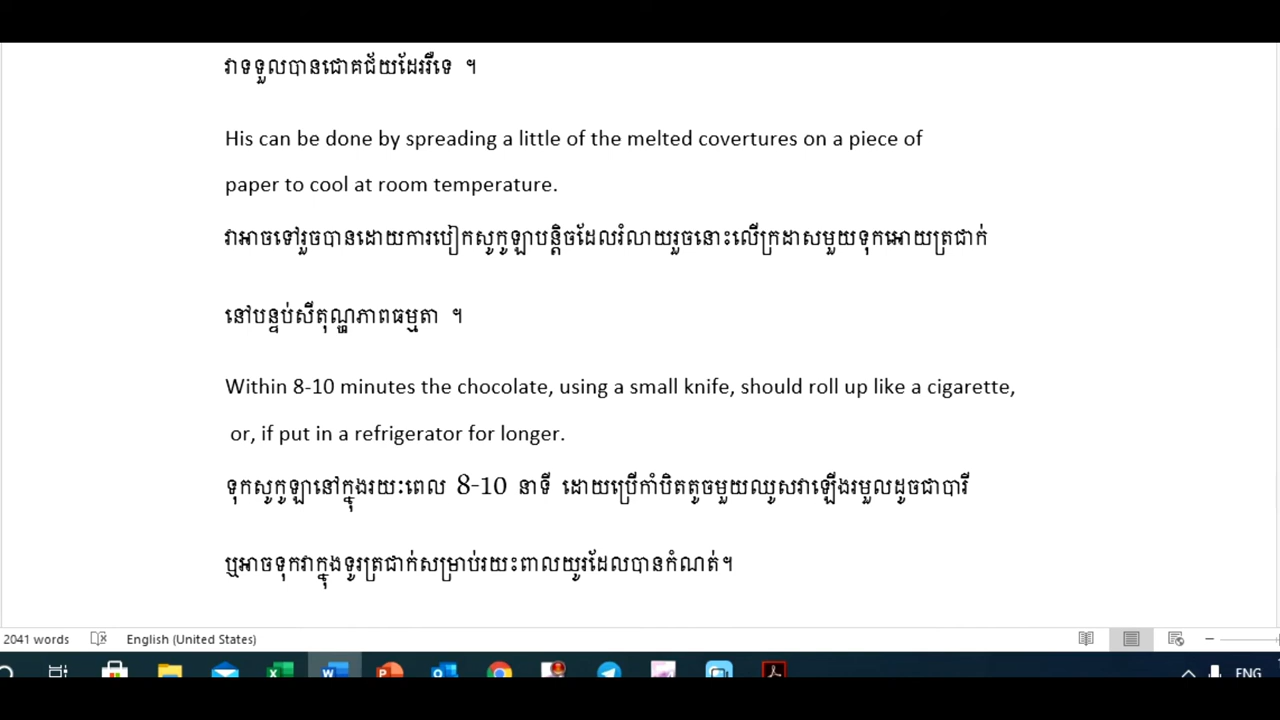 វាទទួលបានជោគជ័យដែរវឺទេ ។
His can be done by spreading a little of the melted covertures on a piece of
paper to cool at room temperature.
វាអាចទៅរួចបានដោយការបៀកសូកូឡាបន្តិចដែលរំលាយរួចនោះលើក្រដាសមួយទុកអោយត្រជាក់
នៅបន្ទប់សីតុណ្ហភាពធម្មតា ។
Within 8-10 minutes the chocolate, using a small knife, should roll up like a cigarette,
or, if put in a refrigerator for longer.
ទុកសូកូឡានៅក្នុងរយៈពេល 8-10 នាទី ដោយប្រើកាំបិតតូចមួយឈូសវាឡើងរមួលដូចជាបារី
ឬអាចទុកវាក្នុងទូរត្រជាក់សម្រាប់រយះពាលយូរដែលបានកំណត់។
2041 words English (United States)
ENG